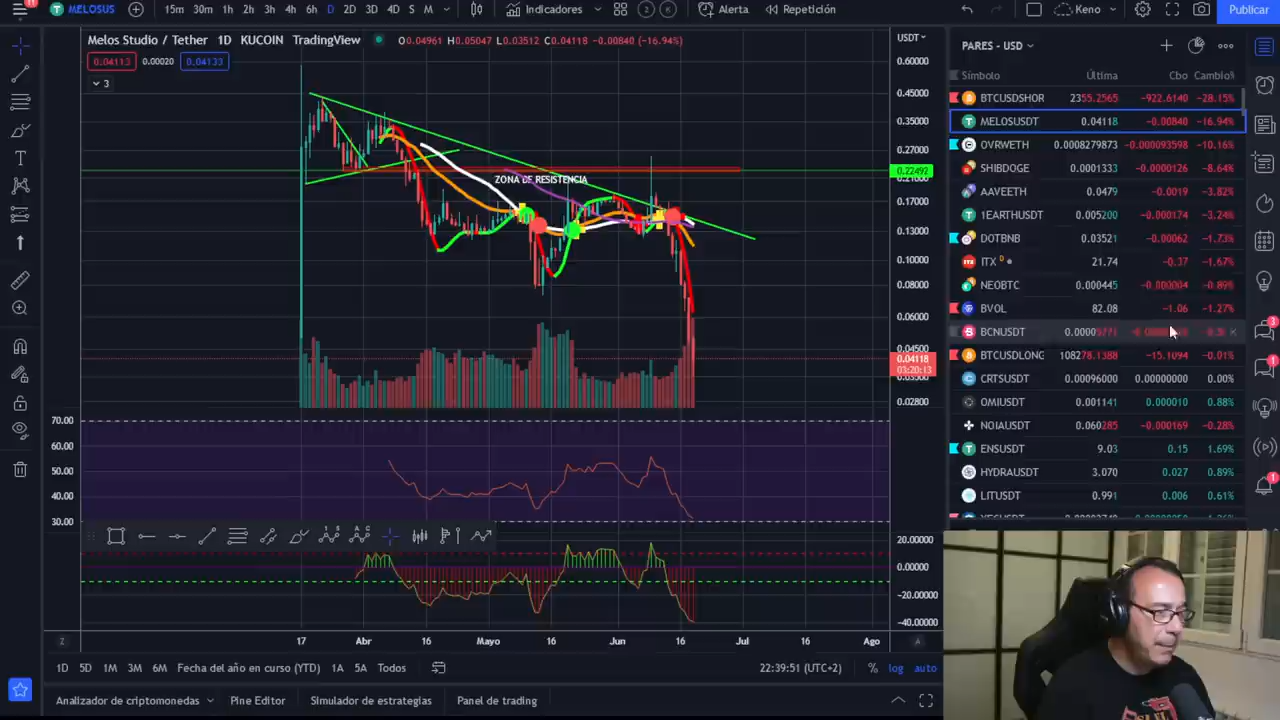 11
MELOSUS
15m 30m 1h 2h 3h 4h 6h D 2D 3D 4D S M
Indicadores
2
Alerta
Repetición
Keno
Publicar
Melos Studio / Tether 1D KUCOIN TradingView
O0.04961 H0.05047 L0.03512 C0.04118 -0.00840 (-16.94%)
0.04113 0.00020 0.04133
3
USDT
0.60000
0.45000
0.35000
0.27000
0.22492
0.17000
0.13000
0.10000
0.08000
0.06000
0.04500
0.04118
03:20:13
0.02800
ZONA DE RESISTENCIA
70.00
60.00
50.00
40.00
30.00
20.00000
0.00000
-20.00000
-40.00000
Z
17 Abr 16 Mayo 16 Jun 16 Jul 16 Ago
A
1D 5D 1M 3M 6M Fecha del año en curso (YTD) 1A 5A Todos
22:39:51 (UTC+2)
% log auto
Analizador de criptomonedas Pine Editor Simulador de estrategias Panel de trading
PARES - USD
Símbolo Última Cbo Cambio%
BTCUSDSHOR 2355.2565 -922.6140 -28.15%
MELOSUSDT 0.04118 -0.00840 -16.94%
OVRWETH 0.0008279873 -0.000093598 -10.16%
SHIBDOGE 0.0001333 -0.0000126 -8.64%
AAVEETH 0.0479 -0.0019 -3.82%
1EARTHUSDT 0.005200 -0.000174 -3.24%
DOTBNB 0.03521 -0.00062 -1.73%
ITX D 21.74 -0.37 -1.67%
NEOBTC 0.000445 -0.000004 -0.89%
BVOL 82.08 -1.06 -1.27%
BCNUSDT
BTCUSDLONG 108278.1388 -15.1094 -0.01%
CRTSUSDT 0.00096000 0.00000000 0.00%
OMIUSDT 0.001141 0.000010 0.88%
NOIAUSDT 0.060285 -0.000169 -0.28%
ENSUSDT 9.03 0.15 1.69%
HYDRAUSDT 3.070 0.027 0.89%
LITUSDT 0.991 0.006 0.61%
3
1
1